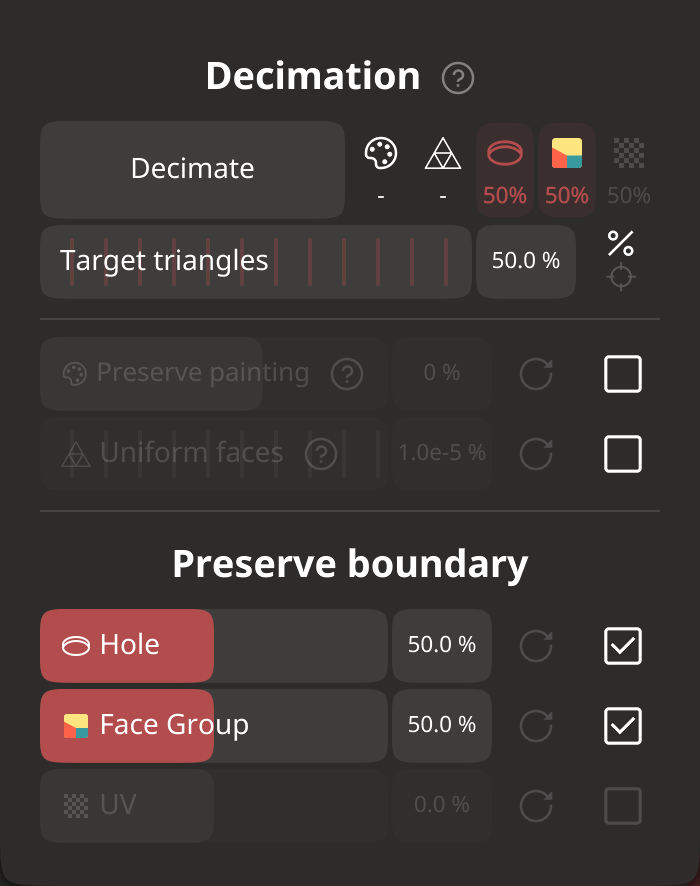 Decimation ?
Decimate - - 50% 50% 50%
Target triangles 50.0 % %
Preserve painting ? 0 %
Uniform faces ? 1.0e-5 %
Preserve boundary
Hole 50.0 %
Face Group 50.0 %
UV 0.0 %